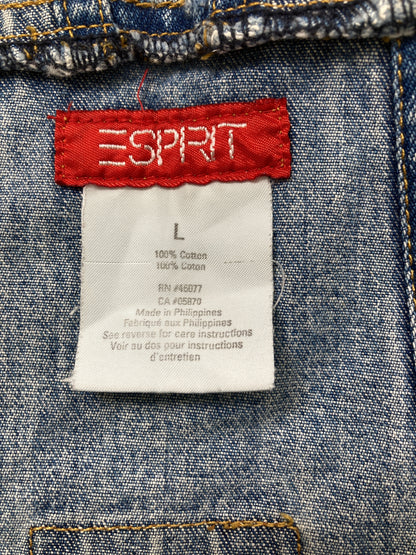 ESPRIT
L
100% Cotton
100% Coton
RN #46077
CA #05870
Made in Philippines
Fabriqué aux Philippines
See reverse for care instructions
Voir au dos pour instructions
d'entretien